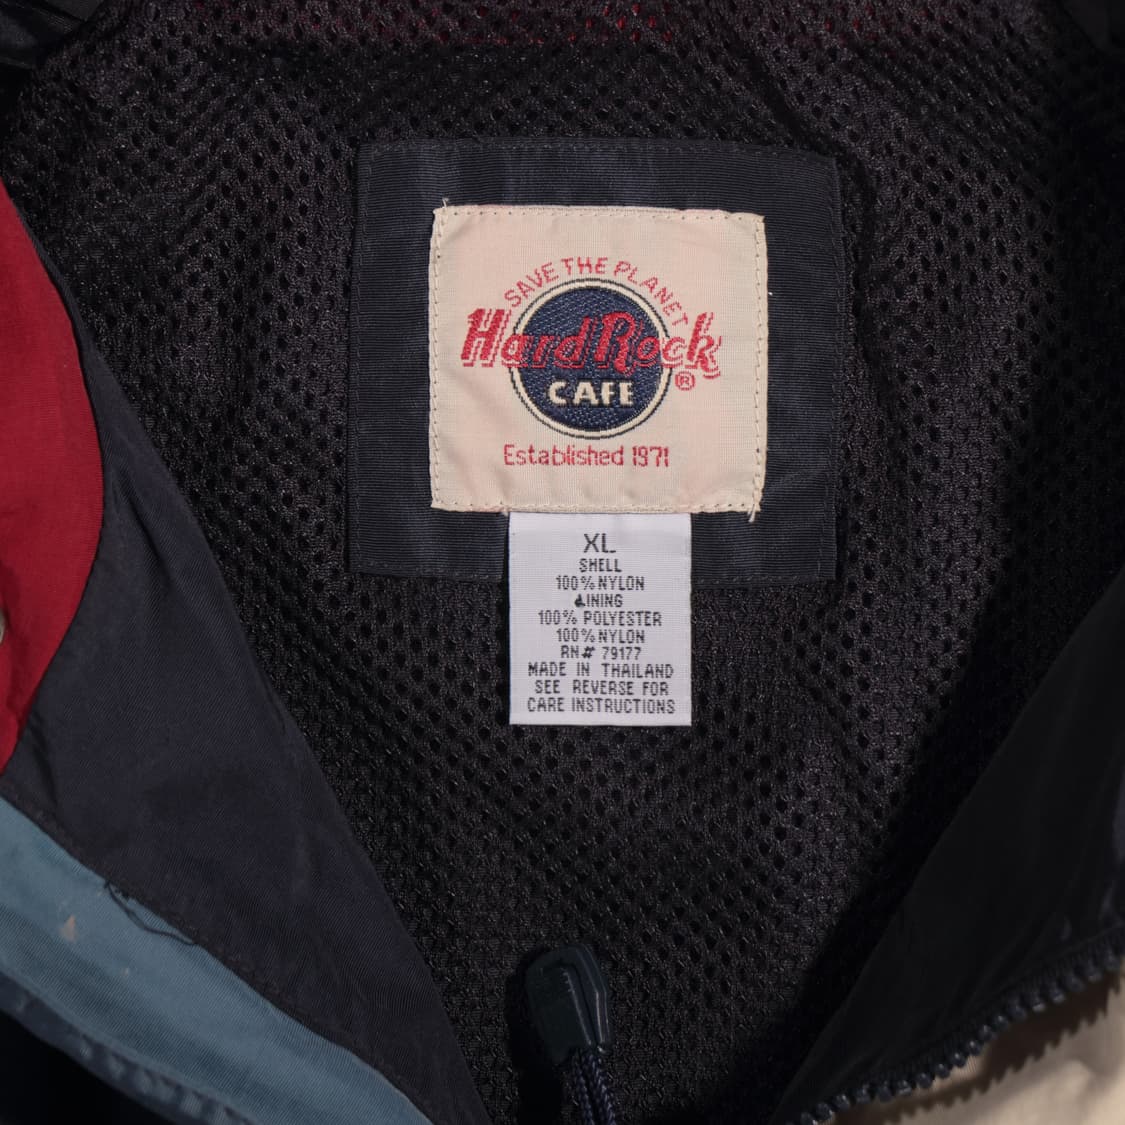 SAVE THE PLANET
Hard Rock
CAFE
®
Established 1971
XL
SHELL
100% NYLON
LINING
100% POLYESTER
100% NYLON
RN# 79177
MADE IN THAILAND
SEE REVERSE FOR
CARE INSTRUCTIONS